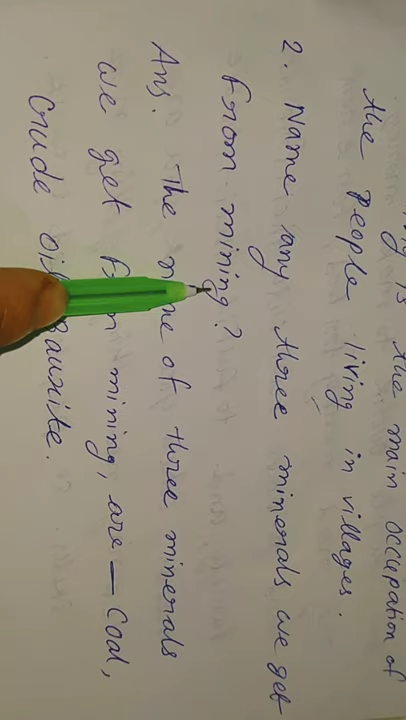 is the main occupation of
the people living in villages.
2. Name any three minerals we get
from mining?
Ans. The of three minerals
we get mining, are — Coal,
Crude